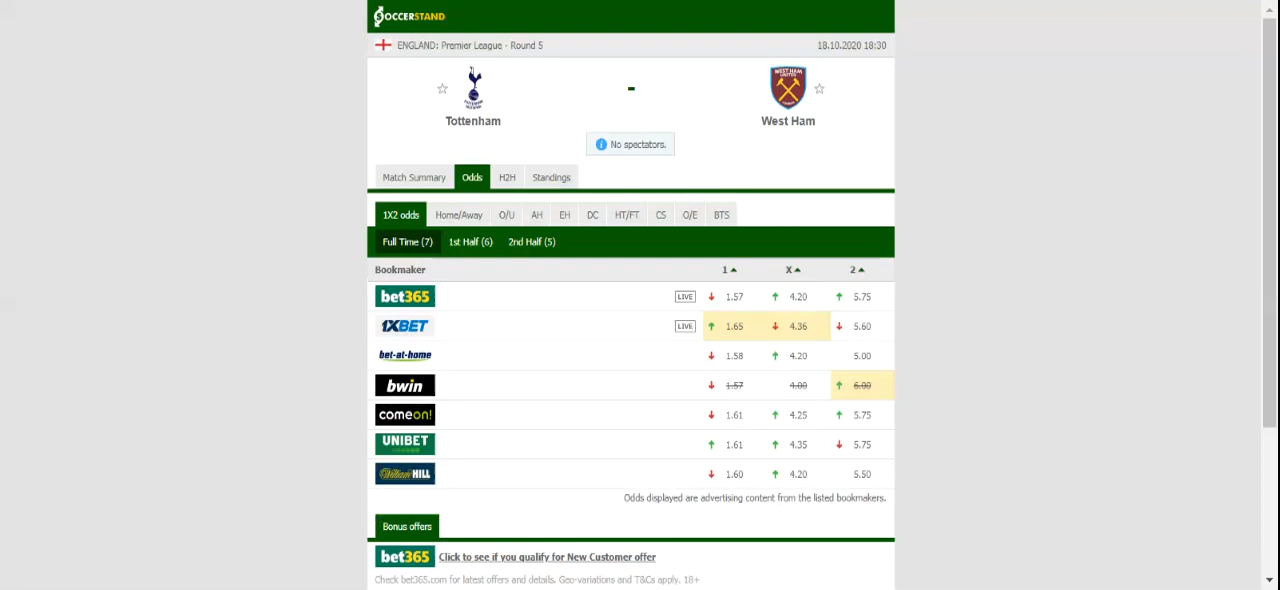 SOCCERSTAND
ENGLAND: Premier League - Round 5 18.10.2020 18:30
-
Tottenham West Ham
No spectators.
Match Summary Odds H2H Standings
1X2 odds Home/Away O/U AH EH DC HT/FT CS O/E BTS
Full Time (7) 1st Half (6) 2nd Half (5)
Bookmaker 1 X 2
bet365 LIVE 1.57 4.20 5.75
1XBET LIVE 1.65 4.36 5.60
bet-at-home 1.58 4.20 5.00
bwin 1.57 4.00 6.00
comeon! 1.61 4.25 5.75
UNIBET 1.61 4.35 5.75
William HILL 1.60 4.20 5.50
Odds displayed are advertising content from the listed bookmakers.
Bonus offers
bet365 Click to see if you qualify for New Customer offer
Check bet365.com for latest offers and details. Geo-variations and T&Cs apply. 18+